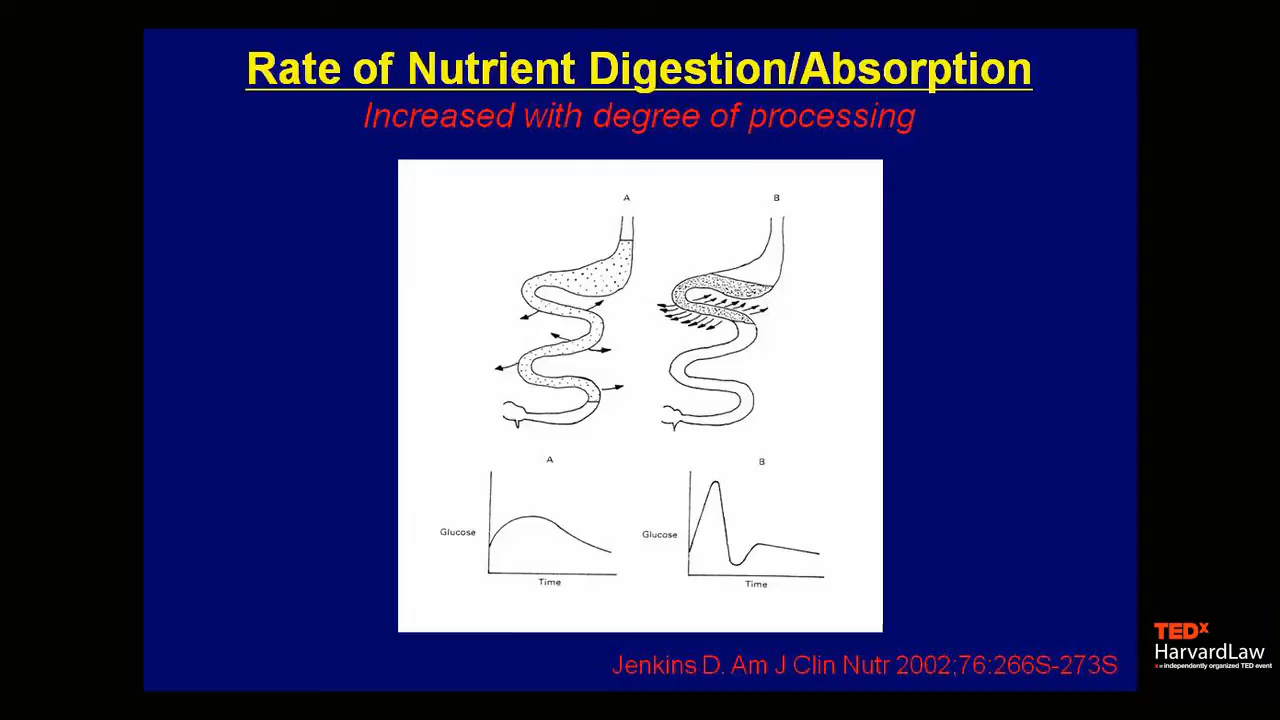 Rate of Nutrient Digestion/Absorption
Increased with degree of processing
A
B
A
B
Glucose
Glucose
Time
Time
Jenkins D. Am J Clin Nutr 2002;76:266S-273S
TEDx
HarvardLaw
x = independently organized TED event